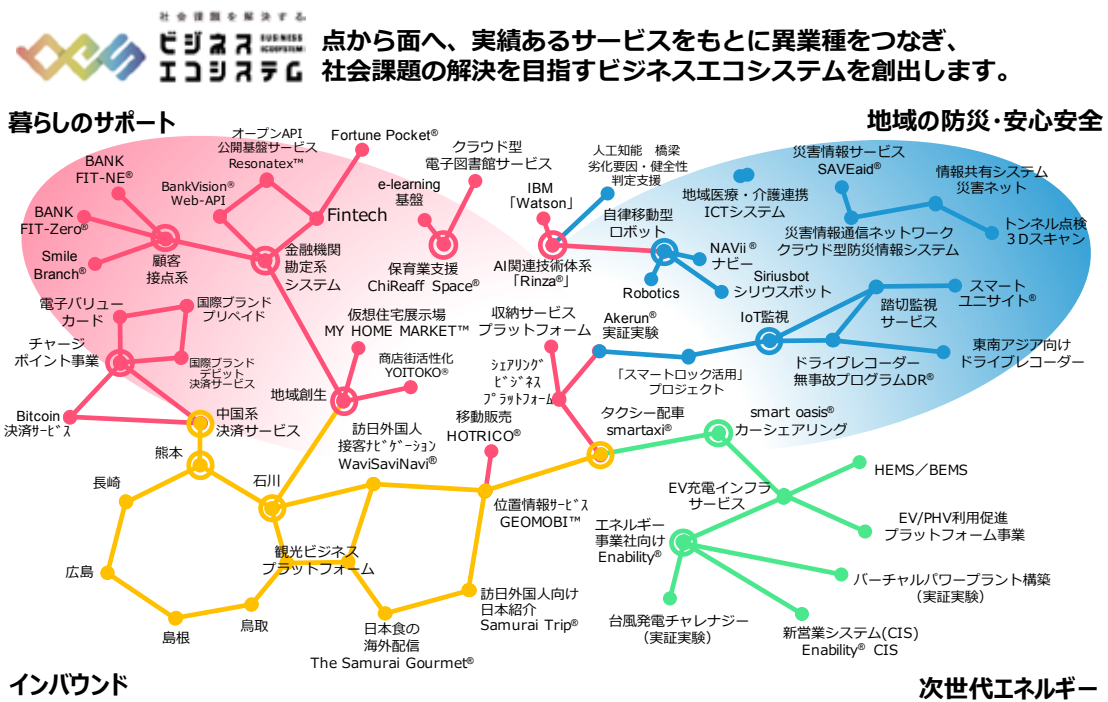 社会課題を解決する
ビジネス BUSINESS
エコシステム ECOSYSTEM
点から面へ、実績あるサービスをもとに異業種をつなぎ、
社会課題の解決を目指すビジネスエコシステムを創出します。
暮らしのサポート
地域の防災・安心安全
BANK
FIT-NE®
オープンAPI
公開基盤サービス
Resonatex™
Fortune Pocket®
BankVision®
Web-API
BANK
FIT-Zero®
Smile
Branch®
顧客
接点系
Fintech
金融機関
勘定系
システム
e-learning
基盤
クラウド型
電子図書館サービス
保育業支援
ChiReaff Space®
IBM
「Watson」
人工知能 橋梁
劣化要因・健全性
判定支援
自律移動型
ロボット
AI関連技術体系
「Rinza®」
Robotics
NAVii®
ナビー
Siriusbot
シリウスボット
地域医療・介護連携
ICTシステム
災害情報サービス
SAVEaid®
情報共有システム
災害ネット
災害情報通信ネットワーク
クラウド型防災情報システム
トンネル点検
3Dスキャン
電子バリュー
カード
国際ブランド
プリペイド
チャージ
ポイント事業
国際ブランド
デビット
決済サービス
Bitcoin
決済ｻｰﾋﾞｽ
中国系
決済サービス
仮想住宅展示場
MY HOME MARKET™
商店街活性化
YOITOKO®
地域創生
収納サービス
プラットフォーム
ｼｪｱﾘﾝｸﾞ
ﾋﾞｼﾞﾈｽ
ﾌﾟﾗｯﾄﾌｫｰﾑ
Akerun®
実証実験
「スマートロック活用」
プロジェクト
IoT監視
踏切監視
サービス
スマート
ユニサイト®
ドライブレコーダー
無事故プログラムDR®
東南アジア向け
ドライブレコーダー
移動販売
HOTRICO®
タクシー配車
smartaxi®
smart oasis®
カーシェアリング
訪日外国人
接客ﾅﾋﾞｹﾞｰｼｮﾝ
WaviSaviNavi®
位置情報ｻｰﾋﾞｽ
GEOMOBI™
熊本
長崎
広島
島根
鳥取
石川
観光ビジネス
プラットフォーム
日本食の
海外配信
The Samurai Gourmet®
訪日外国人向け
日本紹介
Samurai Trip®
EV充電インフラ
サービス
HEMS／BEMS
EV/PHV利用促進
プラットフォーム事業
エネルギー
事業社向け
Enability®
バーチャルパワープラント構築
（実証実験）
台風発電チャレナジー
（実証実験）
新営業システム(CIS)
Enability® CIS
インバウンド
次世代エネルギー